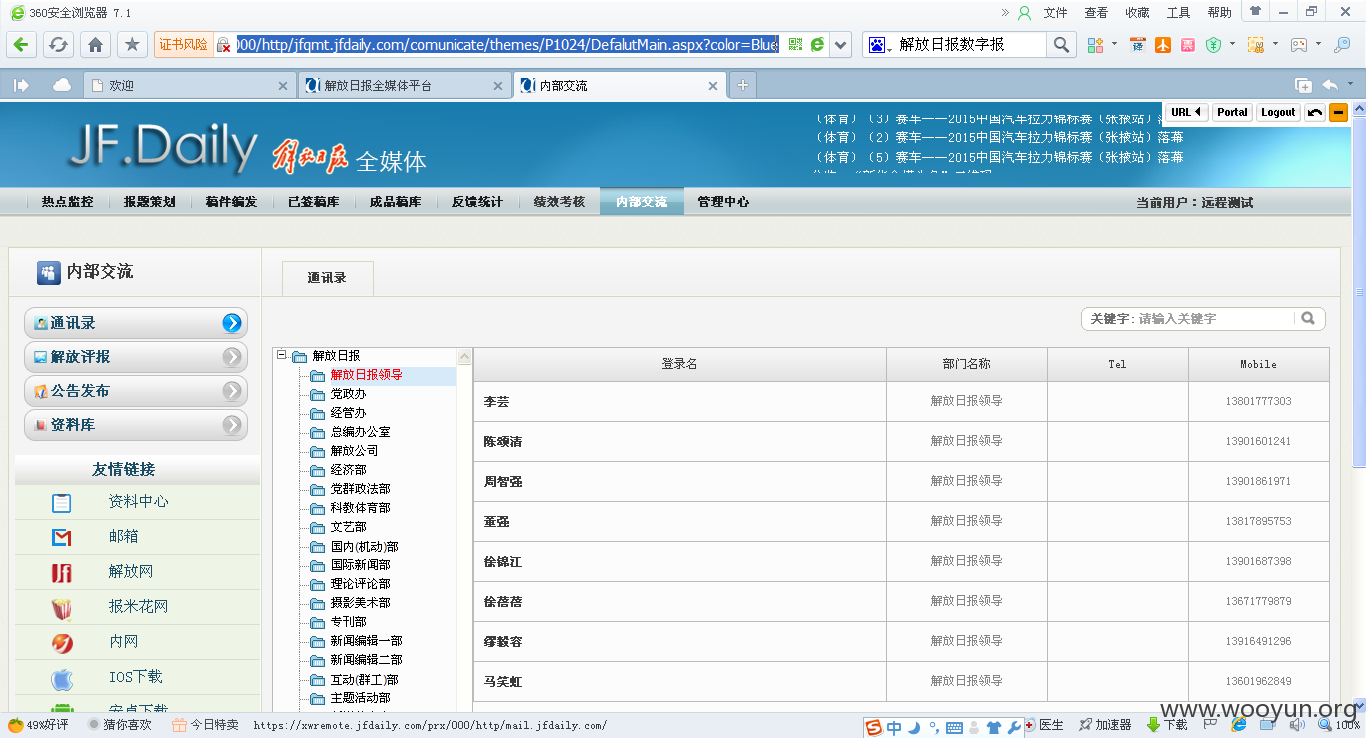 360安全浏览器 7.1
» 文件 查看 收藏 工具 帮助
证书风险 000/http/jfqmt.jfdaily.com/comunicate/themes/P1024/DefalutMain.aspx?color=Blue
解放日报数字报
欢迎 解放日报全媒体平台 内部交流
URL Portal Logout
JF.Daily 解放日报 全媒体
(体育) (3) 赛车——2015中国汽车拉力锦标赛(张掖站)落幕
(体育) (2) 赛车——2015中国汽车拉力锦标赛(张掖站)落幕
(体育) (5) 赛车——2015中国汽车拉力锦标赛(张掖站)落幕
热点监控 报题策划 稿件编发 已签稿库 成品稿库 反馈统计 绩效考核 内部交流 管理中心 当前用户:远程测试
内部交流
通讯录
解放评报
公告发布
资料库
友情链接
资料中心
邮箱
解放网
报米花网
内网
IOS下载
安卓下载
通讯录
关键字: 请输入关键字
解放日报
解放日报领导
党政办
经管办
总编办公室
解放公司
经济部
党群政法部
科教体育部
文艺部
国内(机动)部
国际新闻部
理论评论部
摄影美术部
专刊部
新闻编辑一部
新闻编辑二部
互动(群工)部
主题活动部
登录名 部门名称 Tel Mobile
李芸 解放日报领导 13801777303
陈颂清 解放日报领导 13901601241
周智强 解放日报领导 13901861971
董强 解放日报领导 13817895753
徐锦江 解放日报领导 13901687398
徐蓓蓓 解放日报领导 13671779879
缪毅容 解放日报领导 13916491296
马笑虹 解放日报领导 13601962849
www.wooyun.org
49%好评 猜你喜欢 今日特卖 https://xwremote.jfdaily.com/prx/000/http/mail.jfdaily.com/ 中 医生 加速器 下载 100%